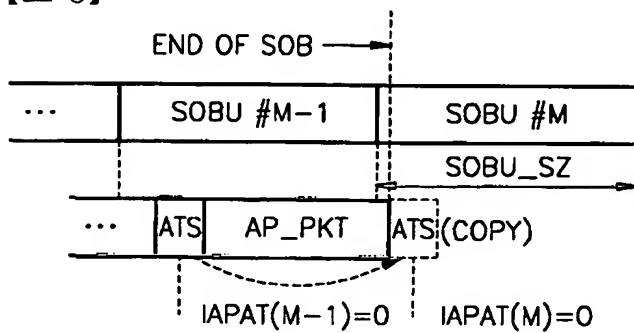 END OF SOB
... SOBU #M-1 SOBU #M
SOBU_SZ
... ATS AP_PKT ATS (COPY)
IAPAT(M-1)=0 IAPAT(M)=0